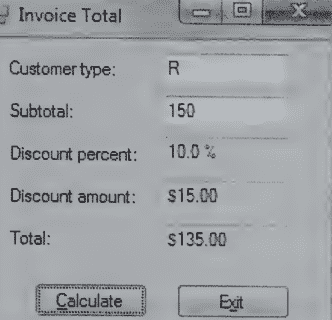 Invoice Total
Customer type: R
Subtotal: 150
Discount percent: 10.0 %
Discount amount: $15.00
Total: $135.00
Calculate Exit